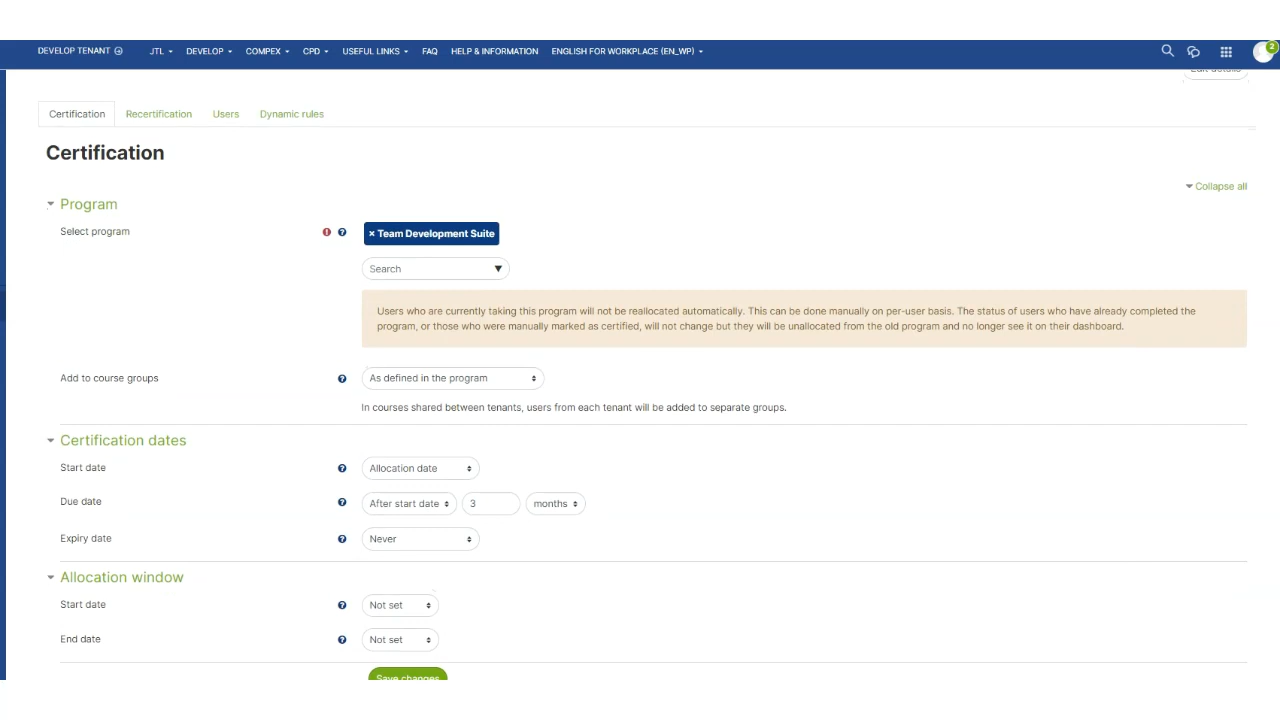 DEVELOP TENANT JTL DEVELOP COMPEX CPD USEFUL LINKS FAQ HELP & INFORMATION ENGLISH FOR WORKPLACE (EN_WP) 2
Edit details
Certification Recertification Users Dynamic rules
Certification
Collapse all
Program
Select program × Team Development Suite
Search
Users who are currently taking this program will not be reallocated automatically. This can be done manually on per-user basis. The status of users who have already completed the
program, or those who were manually marked as certified, will not change but they will be unallocated from the old program and no longer see it on their dashboard.
Add to course groups As defined in the program
In courses shared between tenants, users from each tenant will be added to separate groups.
Certification dates
Start date Allocation date
Due date After start date 3 months
Expiry date Never
Allocation window
Start date Not set
End date Not set
Save changes